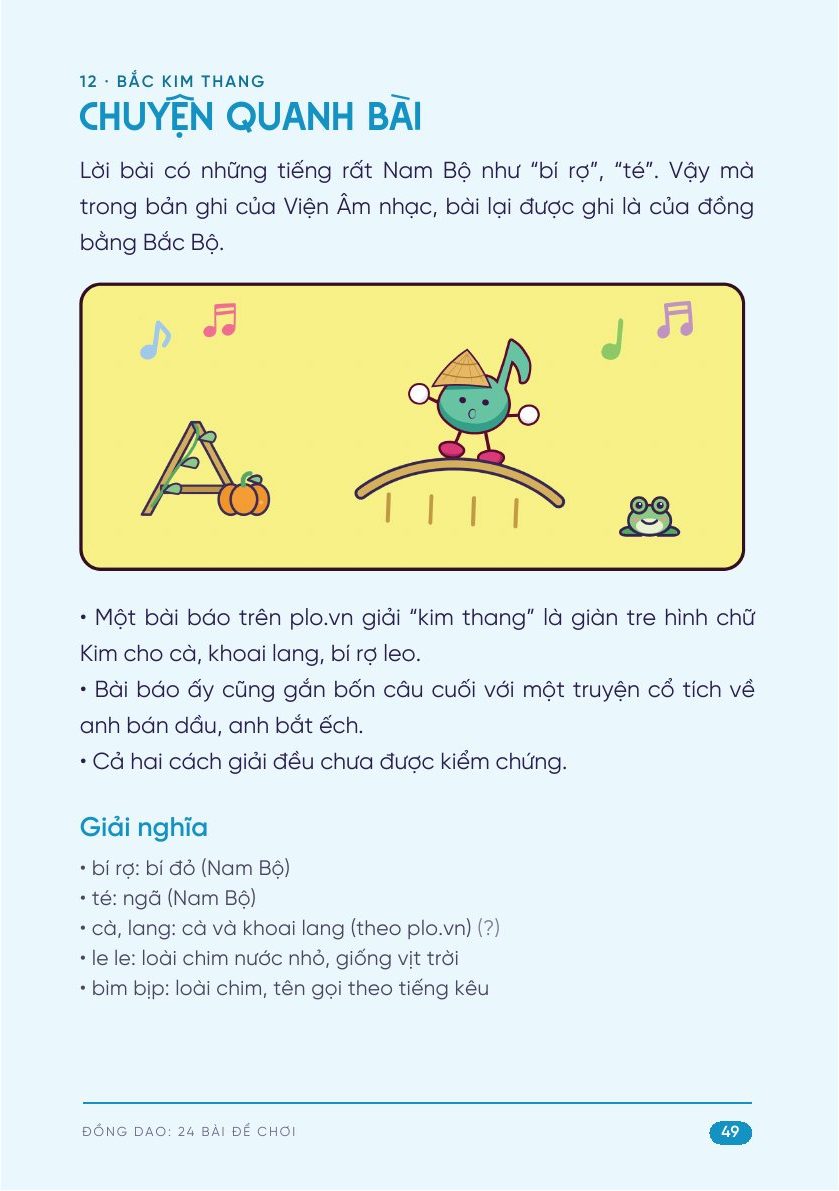 12 · BẮC KIM THANG
CHUYỆN QUANH BÀI
Lời bài có những tiếng rất Nam Bộ như “bí rợ”, “té”. Vậy mà
trong bản ghi của Viện Âm nhạc, bài lại được ghi là của đồng
bằng Bắc Bộ.
• Một bài báo trên plo.vn giải “kim thang” là giàn tre hình chữ
Kim cho cà, khoai lang, bí rợ leo.
• Bài báo ấy cũng gắn bốn câu cuối với một truyện cổ tích về
anh bán dầu, anh bắt ếch.
• Cả hai cách giải đều chưa được kiểm chứng.
Giải nghĩa
• bí rợ: bí đỏ (Nam Bộ)
• té: ngã (Nam Bộ)
• cà, lang: cà và khoai lang (theo plo.vn) (?)
• le le: loài chim nước nhỏ, giống vịt trời
• bìm bịp: loài chim, tên gọi theo tiếng kêu
ĐỒNG DAO: 24 BÀI ĐỂ CHƠI
49